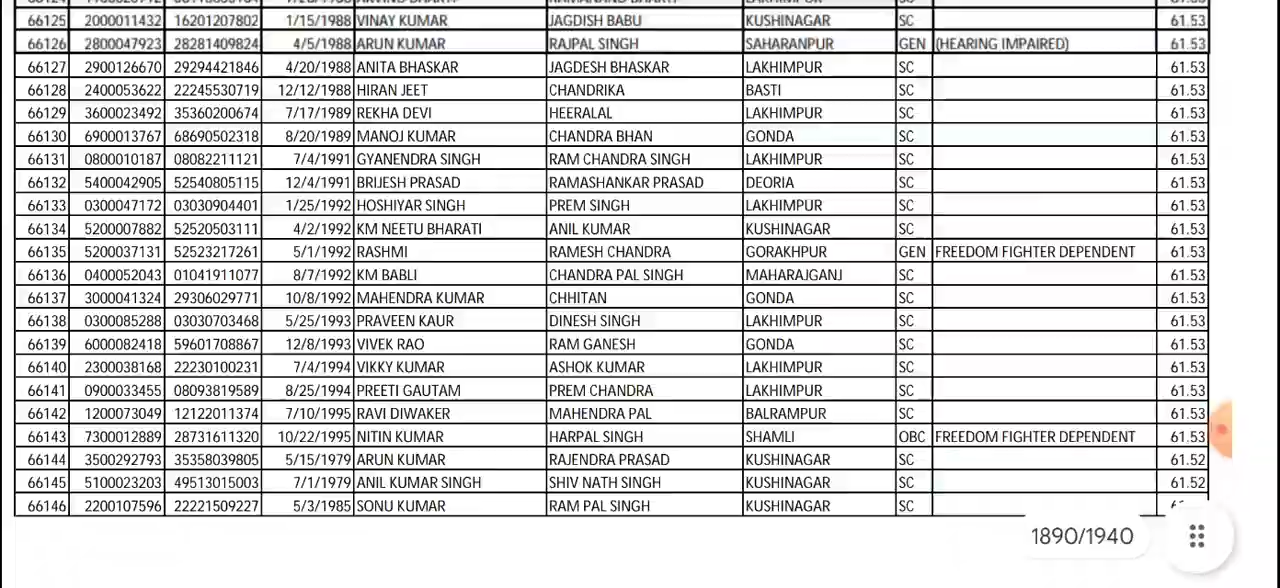 66125 2000011432 16201207802 1/15/1988 VINAY KUMAR JAGDISH BABU KUSHINAGAR SC 61.53
66126 2800047923 28281409824 4/5/1988 ARUN KUMAR RAJPAL SINGH SAHARANPUR GEN (HEARING IMPAIRED) 61.53
66127 2900126670 29294421846 4/20/1988 ANITA BHASKAR JAGDESH BHASKAR LAKHIMPUR SC 61.53
66128 2400053622 22245530719 12/12/1988 HIRAN JEET CHANDRIKA BASTI SC 61.53
66129 3600023492 35360200674 7/17/1989 REKHA DEVI HEERALAL LAKHIMPUR SC 61.53
66130 6900013767 68690502318 8/20/1989 MANOJ KUMAR CHANDRA BHAN GONDA SC 61.53
66131 0800010187 08082211121 7/4/1991 GYANENDRA SINGH RAM CHANDRA SINGH LAKHIMPUR SC 61.53
66132 5400042905 52540805115 12/4/1991 BRIJESH PRASAD RAMASHANKAR PRASAD DEORIA SC 61.53
66133 0300047172 03030904401 1/25/1992 HOSHIYAR SINGH PREM SINGH LAKHIMPUR SC 61.53
66134 5200007882 52520503111 4/2/1992 KM NEETU BHARATI ANIL KUMAR KUSHINAGAR SC 61.53
66135 5200037131 52523217261 5/1/1992 RASHMI RAMESH CHANDRA GORAKHPUR GEN FREEDOM FIGHTER DEPENDENT 61.53
66136 0400052043 01041911077 8/7/1992 KM BABLI CHANDRA PAL SINGH MAHARAJGANJ SC 61.53
66137 3000041324 29306029771 10/8/1992 MAHENDRA KUMAR CHHITAN GONDA SC 61.53
66138 0300085288 03030703468 5/25/1993 PRAVEEN KAUR DINESH SINGH LAKHIMPUR SC 61.53
66139 6000082418 59601708867 12/8/1993 VIVEK RAO RAM GANESH GONDA SC 61.53
66140 2300038168 22230100231 7/4/1994 VIKKY KUMAR ASHOK KUMAR LAKHIMPUR SC 61.53
66141 0900033455 08093819589 8/25/1994 PREETI GAUTAM PREM CHANDRA LAKHIMPUR SC 61.53
66142 1200073049 12122011374 7/10/1995 RAVI DIWAKER MAHENDRA PAL BALRAMPUR SC 61.53
66143 7300012889 28731611320 10/22/1995 NITIN KUMAR HARPAL SINGH SHAMLI OBC FREEDOM FIGHTER DEPENDENT 61.53
66144 3500292793 35358039805 5/15/1979 ARUN KUMAR RAJENDRA PRASAD KUSHINAGAR SC 61.52
66145 5100023203 49513015003 7/1/1979 ANIL KUMAR SINGH SHIV NATH SINGH KUSHINAGAR SC 61.52
66146 2200107596 22221509227 5/3/1985 SONU KUMAR RAM PAL SINGH KUSHINAGAR SC
1890/1940